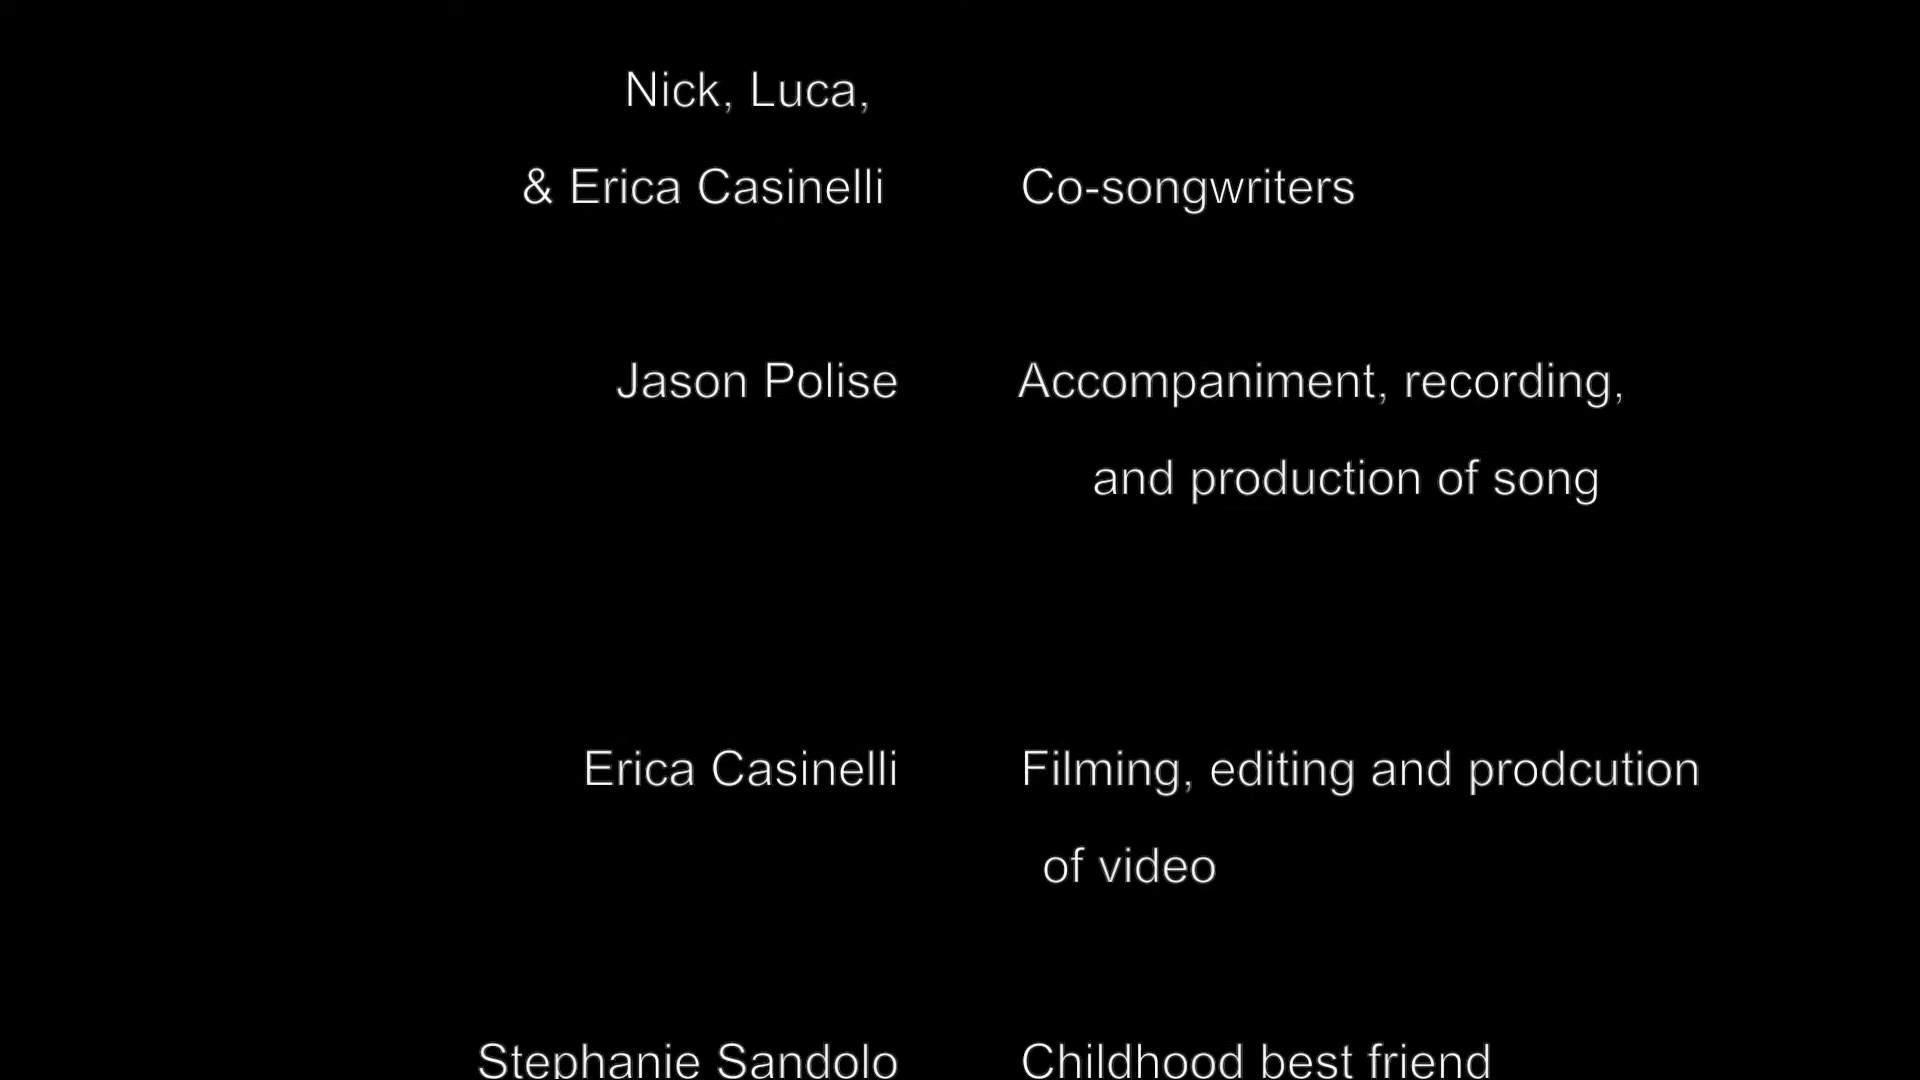 Nick, Luca,
& Erica Casinelli Co-songwriters
Jason Polise Accompaniment, recording,
and production of song
Erica Casinelli Filming, editing and prodcution
of video
Stephanie Sandolo Childhood best friend